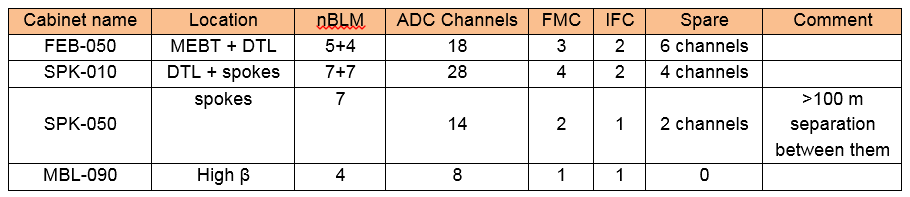 Cabinet name Location nBLM ADC Channels FMC IFC Spare Comment
FEB-050 MEBT + DTL 5+4 18 3 2 6 channels
SPK-010 DTL + spokes 7+7 28 4 2 4 channels
SPK-050 spokes 7 14 2 1 2 channels >100 m
separation
between them
MBL-090 High β 4 8 1 1 0